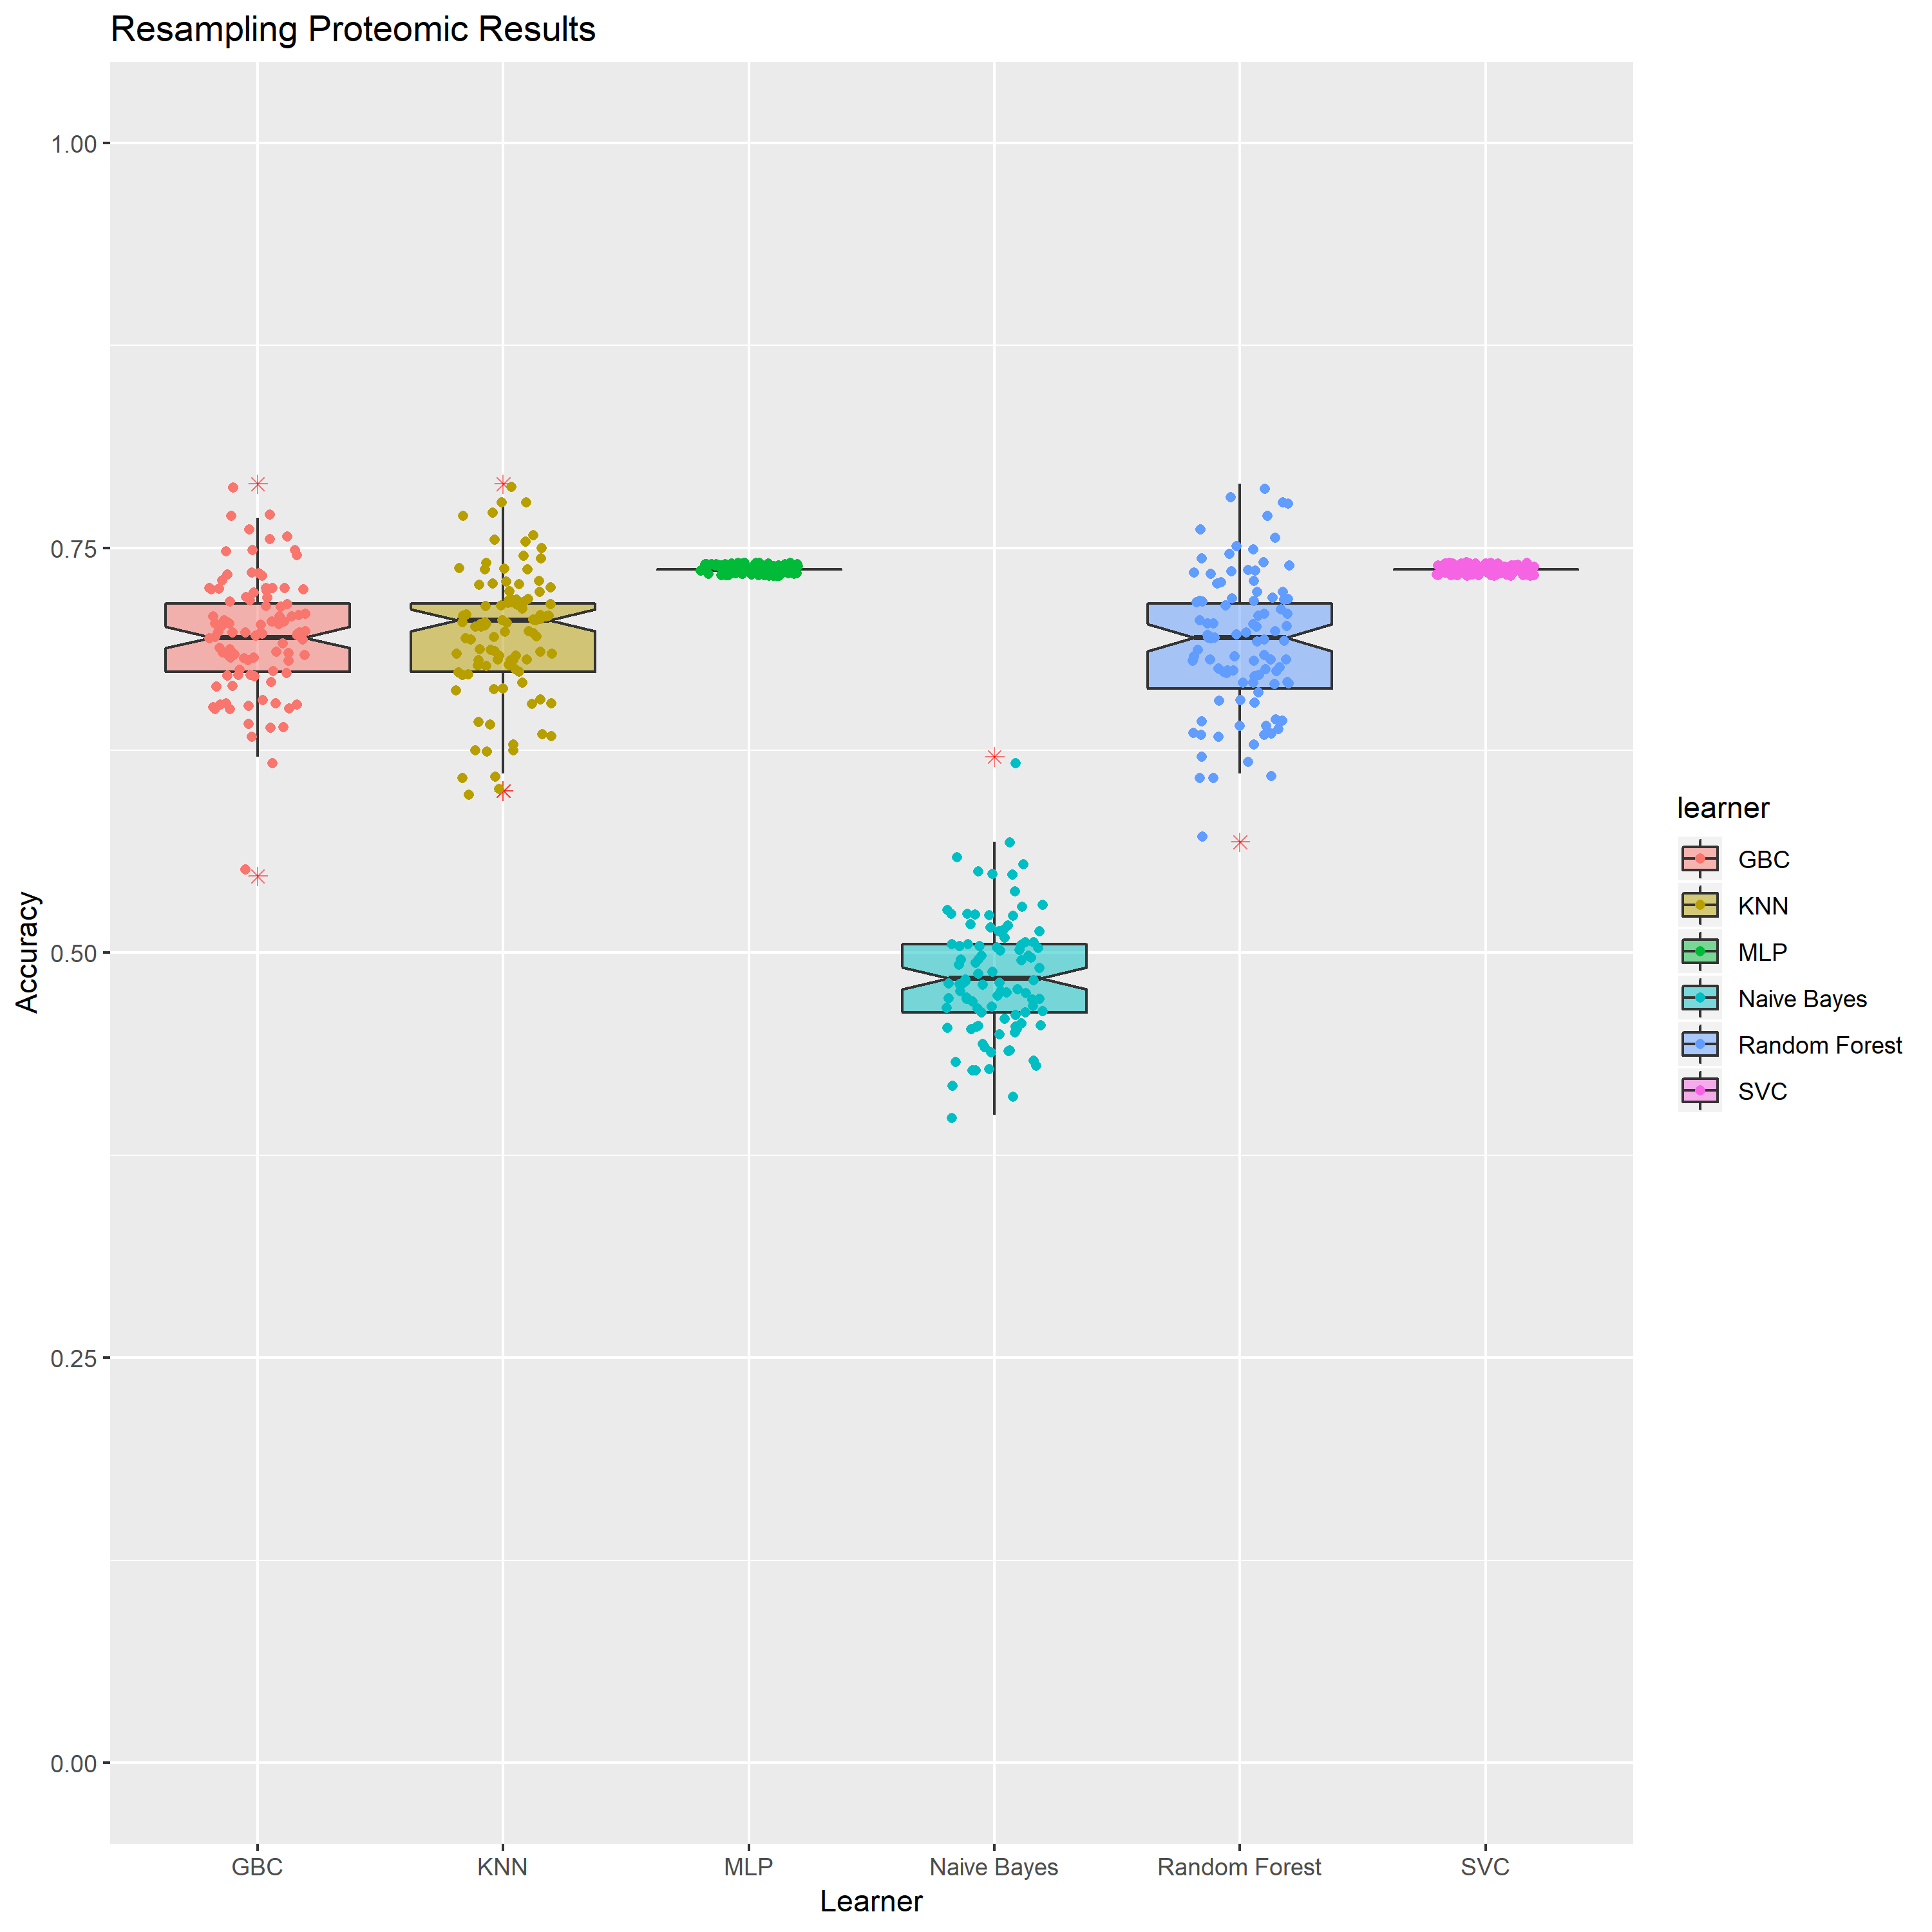 Resampling Proteomic Results
1.00
0.75
0.50
0.25
0.00
Accuracy
GBC
KNN
MLP
Naive Bayes
Random Forest
SVC
Learner
learner
GBC
KNN
MLP
Naive Bayes
Random Forest
SVC